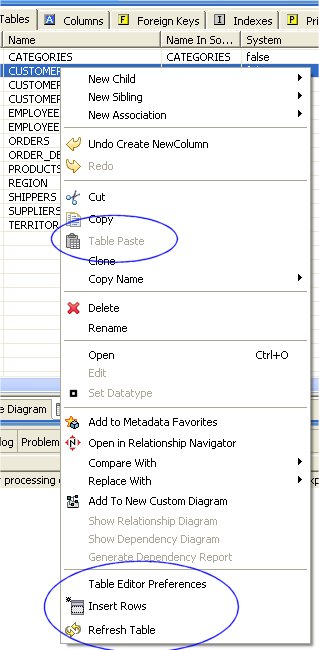 Tables A Columns F Foreign Keys I Indexes P Pri
Name Name In So... System
CATEGORIES CATEGORIES false
CUSTOMER
CUSTOMER
CUSTOMER
EMPLOYEE
EMPLOYEE
ORDERS
ORDER_DE
PRODUCTS
REGION
SHIPPERS
SUPPLIERS
TERRITOR
New Child
New Sibling
New Association
Undo Create NewColumn
Redo
Cut
Copy
Table Paste
Clone
Copy Name
Delete
Rename
Open Ctrl+O
Edit
Set Datatype
Add to Metadata Favorites
Open in Relationship Navigator
Compare With
Replace With
Add To New Custom Diagram
Show Relationship Diagram
Show Dependency Diagram
Generate Dependency Report
Table Editor Preferences
Insert Rows
Refresh Table
e Diagram
log Problem
r processing
xp